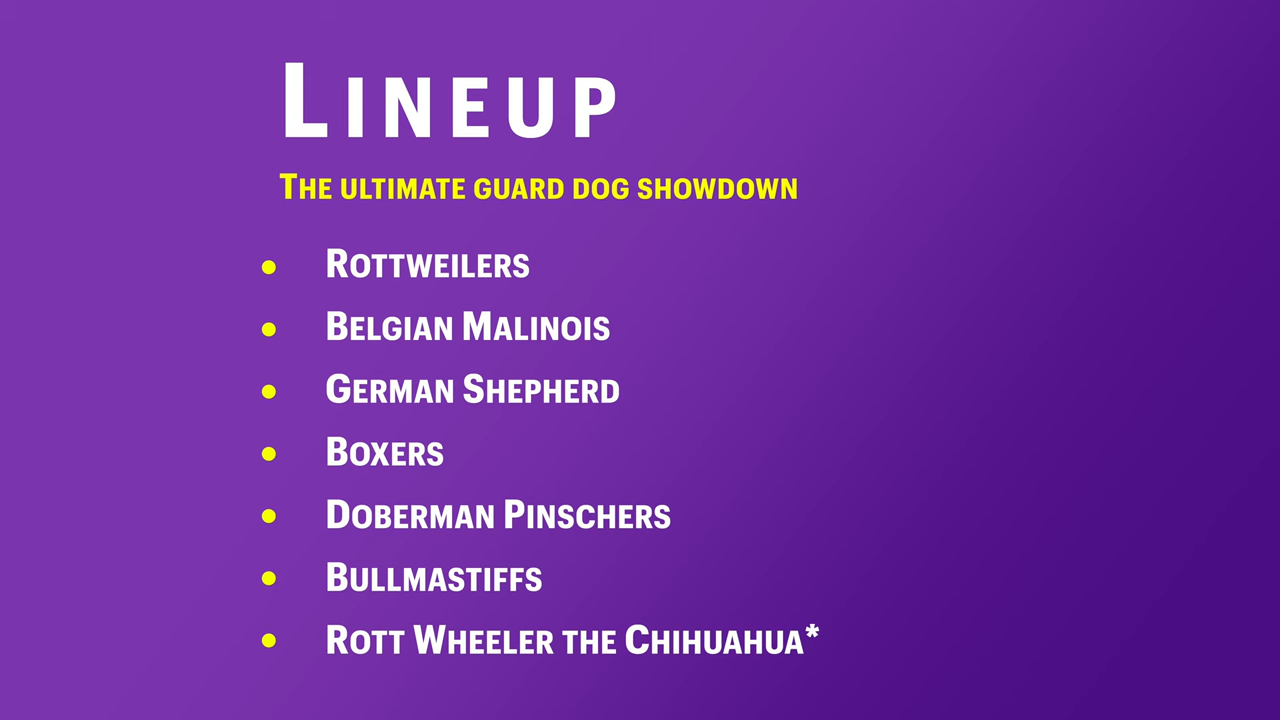 LINEUP
THE ULTIMATE GUARD DOG SHOWDOWN
• ROTTWEILERS
• BELGIAN MALINOIS
• GERMAN SHEPHERD
• BOXERS
• DOBERMAN PINSCHERS
• BULLMASTIFFS
• ROTT WHEELER THE CHIHUAHUA*